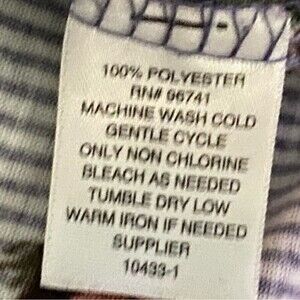 100% POLYESTER
RN# 96741
MACHINE WASH COLD
GENTLE CYCLE
ONLY NON CHLORINE
BLEACH AS NEEDED
TUMBLE DRY LOW
WARM IRON IF NEEDED
SUPPLIER
10433-1